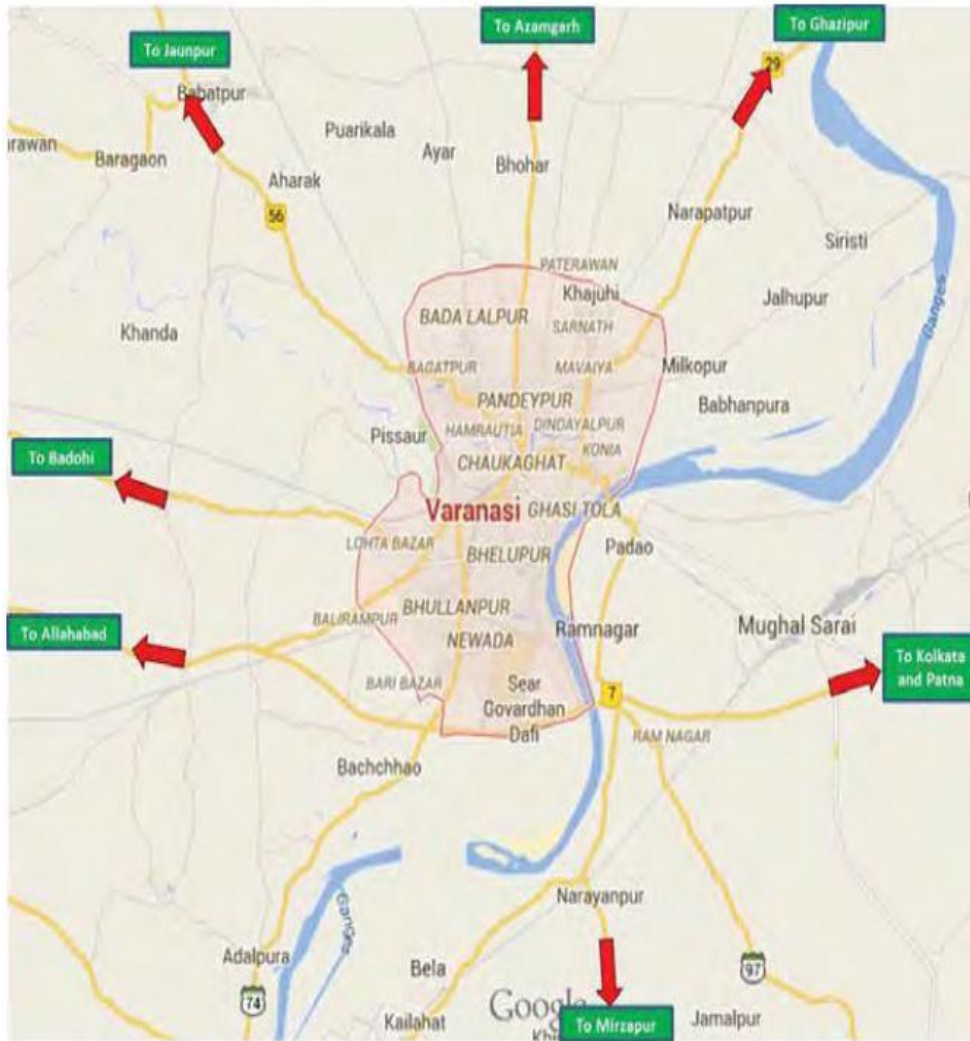 To Azamgarh
To Ghazipur
To Jaunpur
29
Babatpur
Puarikala
arawan
Baragaon
Ayar
Bhohar
Aharak
Narapatpur
56
Siristi
PATERAWAN
Khajuhi
Jalhupur
Ganges
BADA LALPUR
SARNATH
Khanda
BAGATPUR
MAVAIYA
Milkopur
PANDEYPUR
Babhanpura
HAMRAUTIA
DINDAYALPUR
Pissaur
KONIA
To Badohi
CHAUKAGHAT
Varanasi
GHASI TOLA
LOHTA BAZAR
BHELUPUR
Padao
BHULLANPUR
BALIRAMPUR
Ramnagar
Mughal Sarai
To Allahabad
NEWADA
To Kolkata
and Patna
BARI BAZAR
Sear
Govardhan
7
Dafi
RAM NAGAR
Bachchhao
Narayanpur
Ganges
Adalpura
Bela
97
74
Google
Kailahat
To Mirzapur
Jamalpur